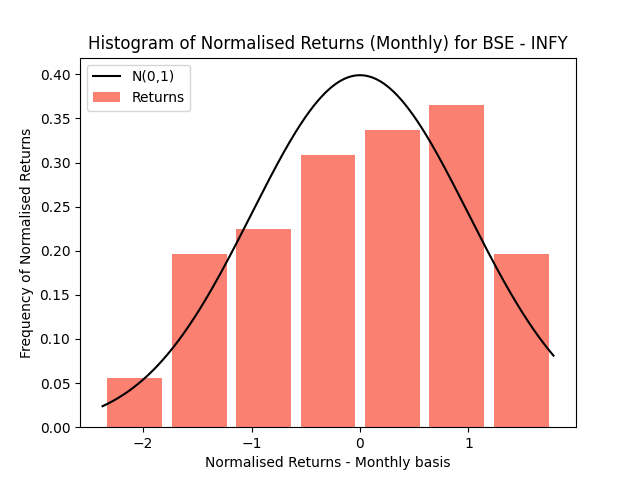 Histogram of Normalised Returns (Monthly) for BSE - INFY
N(0,1)
Returns
Frequency of Normalised Returns
0.40
0.35
0.30
0.25
0.20
0.15
0.10
0.05
0.00
−2
−1
0
1
Normalised Returns - Monthly basis